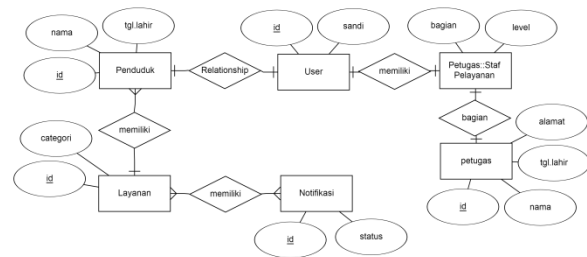 nama
tgl.lahir
id
Penduduk
Relationship
id
sandi
User
memiliki
bagian
level
Petugas::Staf
Pelayanan
memiliki
bagian
categori
id
Layanan
memiliki
Notifikasi
id
status
alamat
petugas
tgl.lahir
id
nama